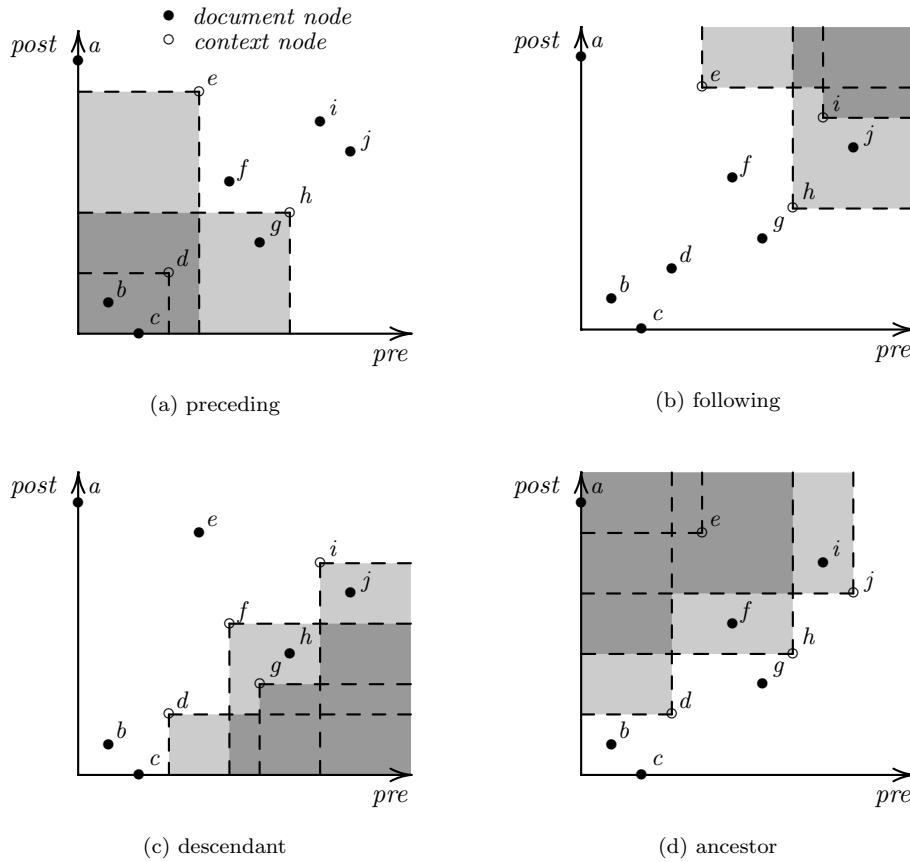 document node
context node
post
a
e
i
j
f
h
g
d
b
c
pre
(a) preceding
post
a
e
i
j
f
h
g
d
b
c
pre
(b) following
post
a
e
i
j
f
h
g
d
b
c
pre
(c) descendant
post
a
e
i
j
f
h
g
d
b
c
pre
(d) ancestor